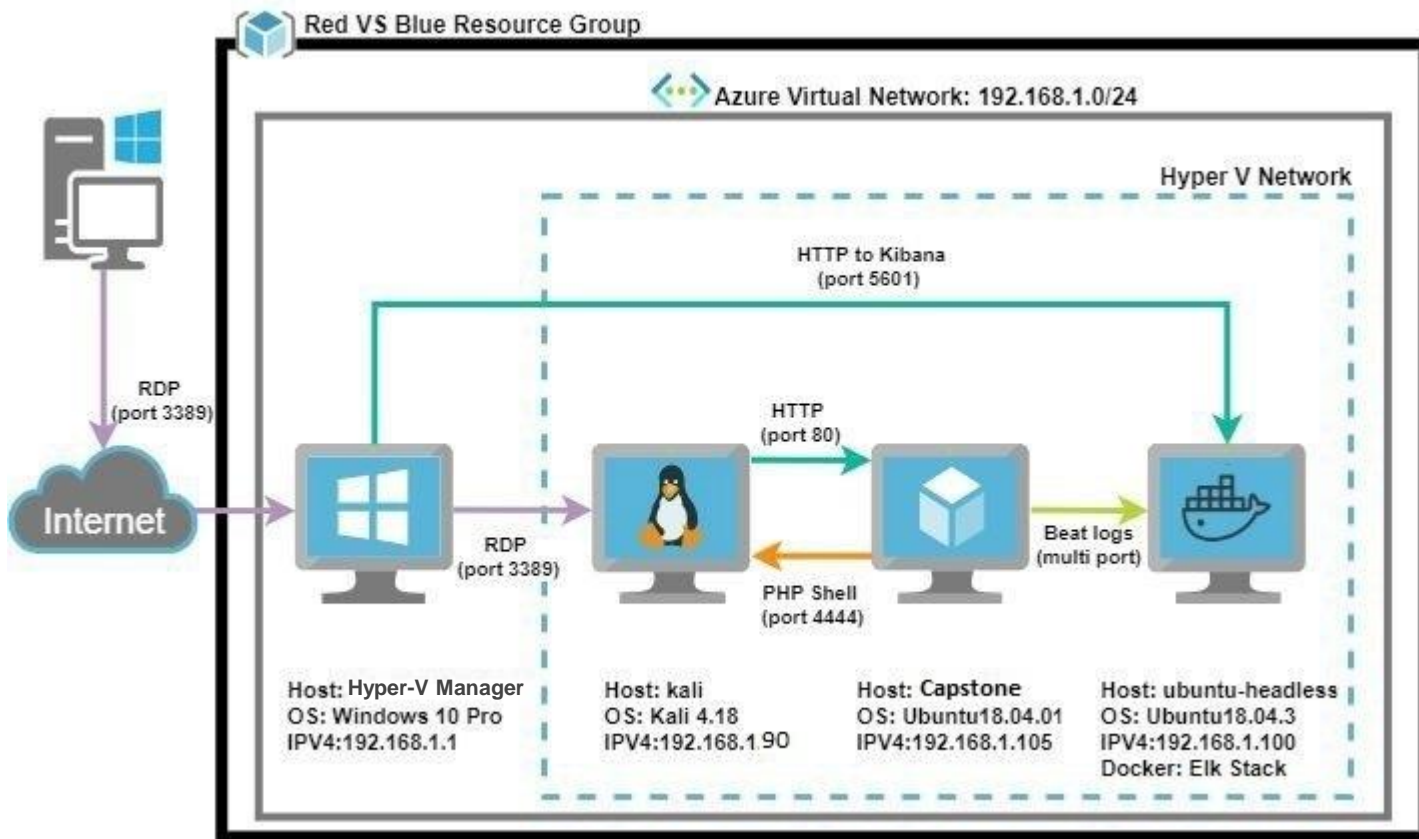 Red VS Blue Resource Group
Azure Virtual Network: 192.168.1.0/24
Hyper V Network
HTTP to Kibana
(port 5601)
RDP
(port 3389)
HTTP
(port 80)
Internet
RDP
(port 3389)
Beat logs
(multi port)
PHP Shell
(port 4444)
Host: Hyper-V Manager
OS: Windows 10 Pro
IPV4:192.168.1.1
Host: kali
OS: Kali 4.18
IPV4:192.168.1.90
Host: Capstone
OS: Ubuntu18.04.01
IPV4:192.168.1.105
Host: ubuntu-headless
OS: Ubuntu18.04.3
IPV4:192.168.1.100
Docker: Elk Stack